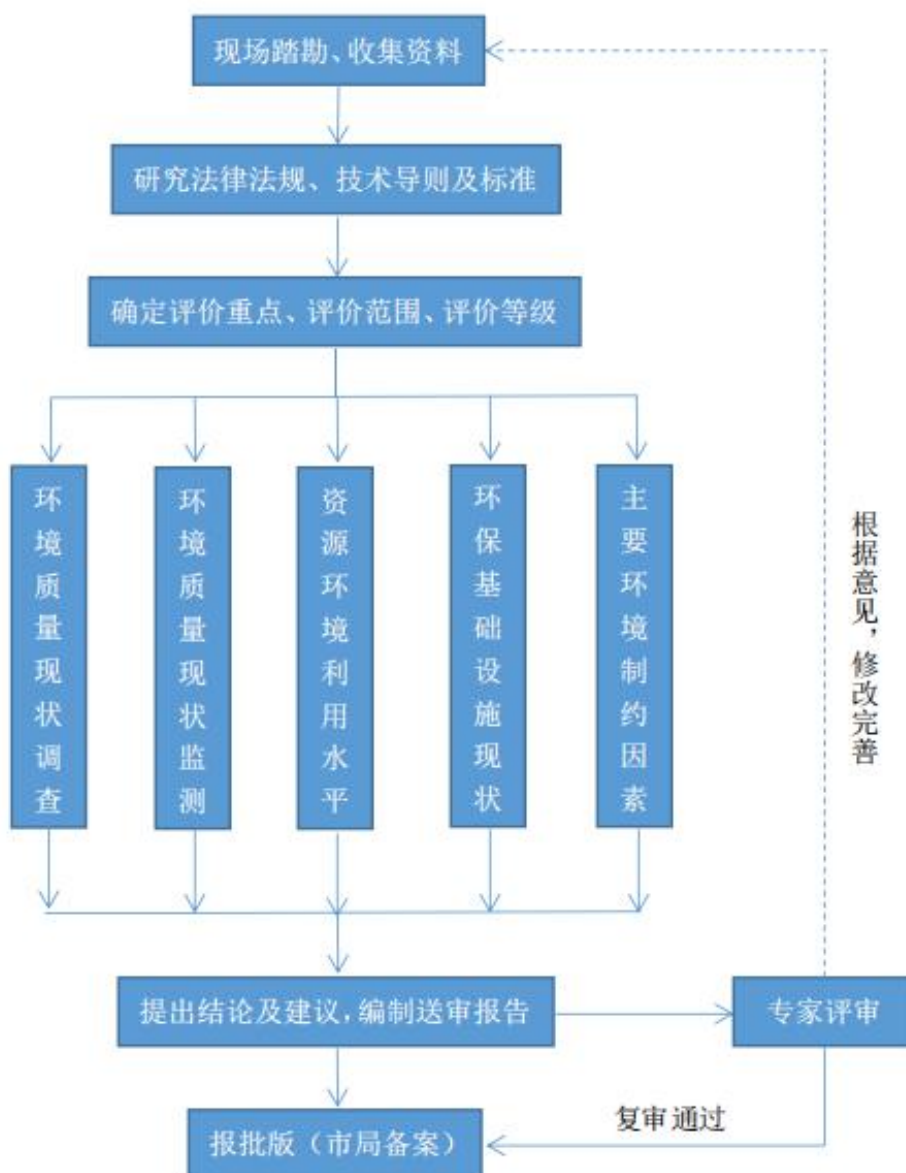 现场踏勘、收集资料
研究法律法规、技术导则及标准
确定评价重点、评价范围、评价等级
环境质量现状调查
环境质量现状监测
资源环境利用水平
环保基础设施现状
主要环境制约因素
根据意见，修改完善
提出结论及建议，编制送审报告
专家评审
复审通过
报批版（市局备案）